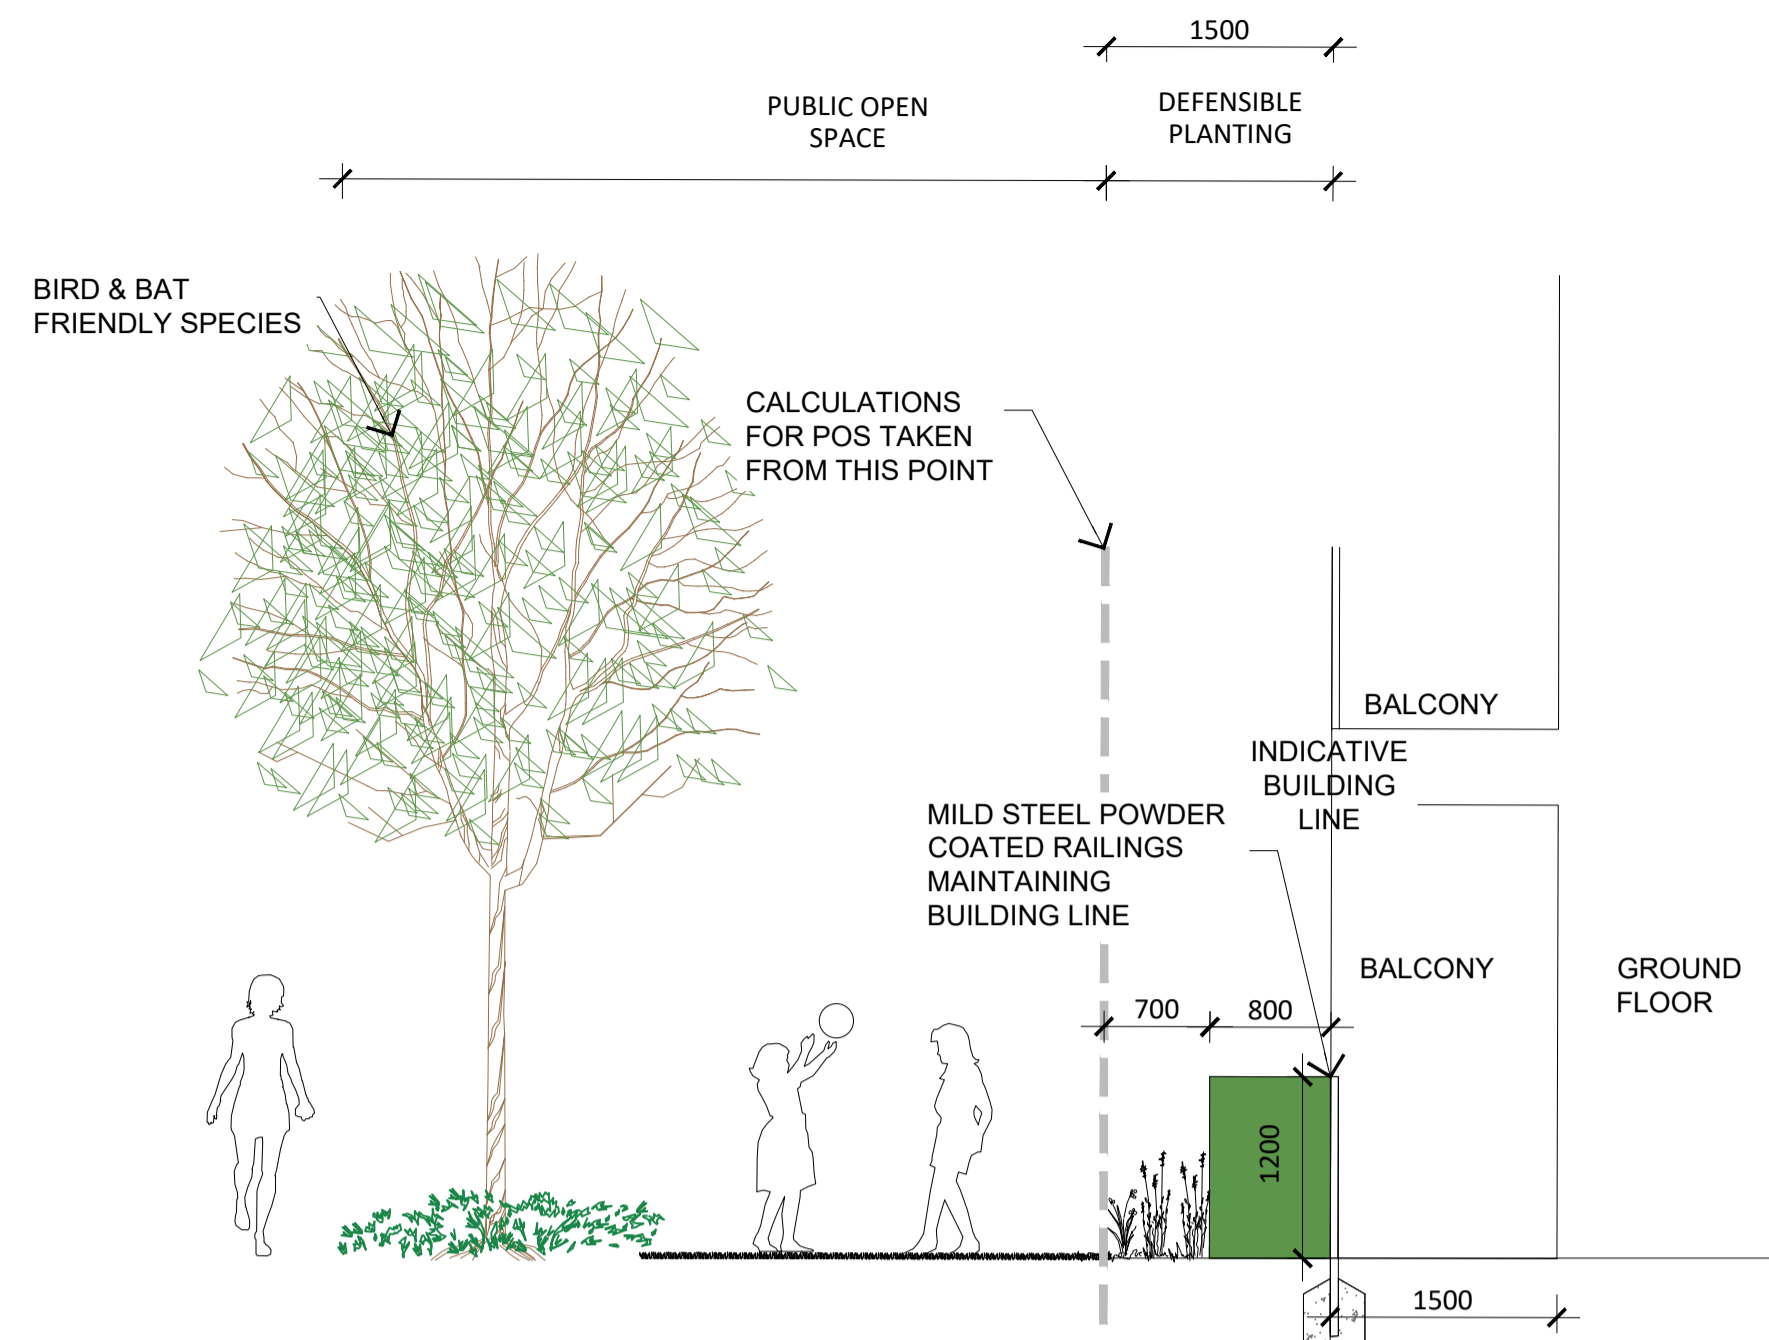 1500
PUBLIC OPEN
SPACE
DEFENSIBLE
PLANTING
BIRD & BAT
FRIENDLY SPECIES
CALCULATIONS
FOR POS TAKEN
FROM THIS POINT
BALCONY
INDICATIVE
BUILDING
LINE
MILD STEEL POWDER
COATED RAILINGS
MAINTAINING
BUILDING LINE
BALCONY
GROUND
FLOOR
700
800
1200
1500